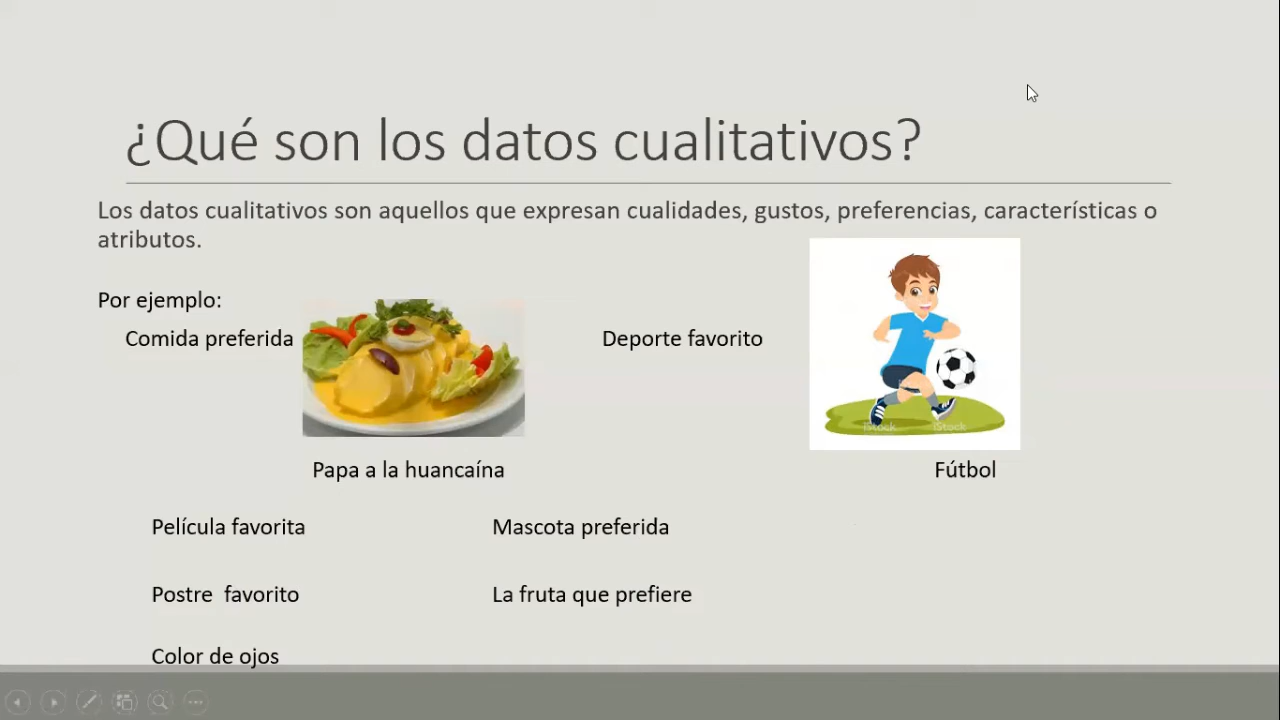 ¿Qué son los datos cualitativos?
Los datos cualitativos son aquellos que expresan cualidades, gustos, preferencias, características o
atributos.
Por ejemplo:
Comida preferida
Deporte favorito
iStock
iStock
Papa a la huancaína
Fútbol
Película favorita
Mascota preferida
Postre favorito
La fruta que prefiere
Color de ojos